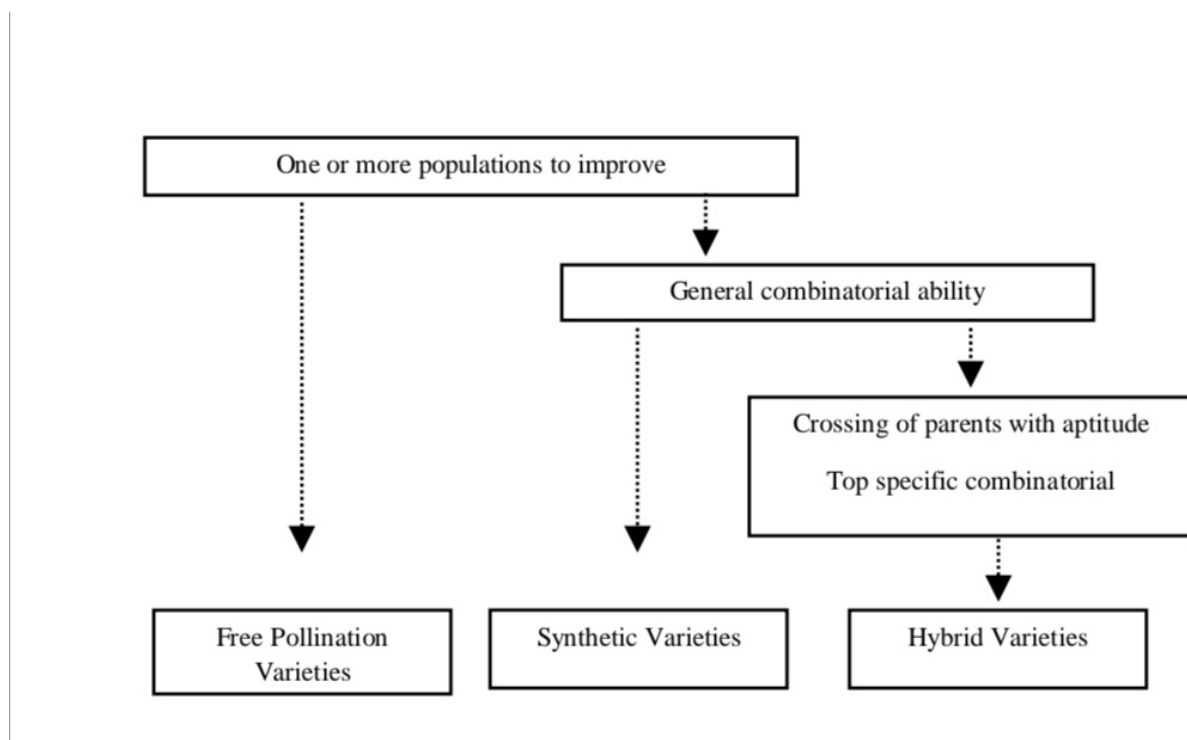 One or more populations to improve
General combinatorial ability
Crossing of parents with aptitude
Top specific combinatorial
Free Pollination
Varieties
Synthetic Varieties
Hybrid Varieties